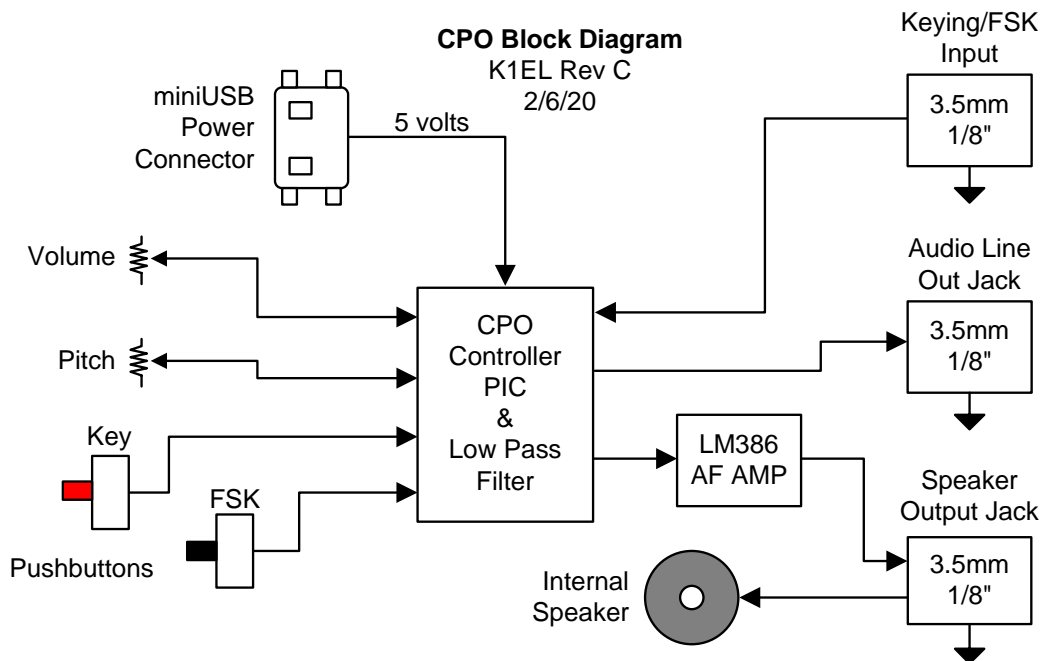 CPO Block Diagram
K1EL Rev C
2/6/20
miniUSB
Power
Connector
5 volts
Keying/FSK
Input
3.5mm
1/8"
Volume
Pitch
Key
FSK
Pushbuttons
CPO
Controller
PIC
&
Low Pass
Filter
Audio Line
Out Jack
3.5mm
1/8"
LM386
AF AMP
Speaker
Output Jack
3.5mm
1/8"
Internal
Speaker